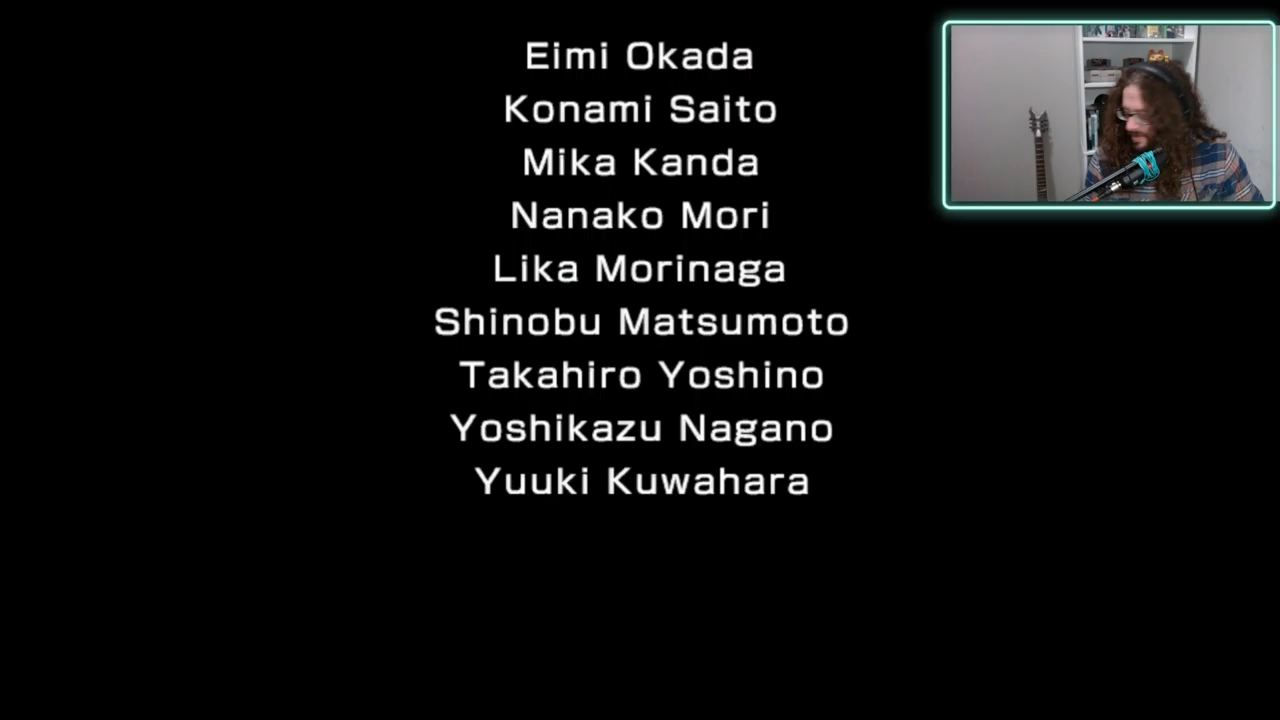 Eimi Okada
Konami Saito
Mika Kanda
Nanako Mori
Lika Morinaga
Shinobu Matsumoto
Takahiro Yoshino
Yoshikazu Nagano
Yuuki Kuwahara